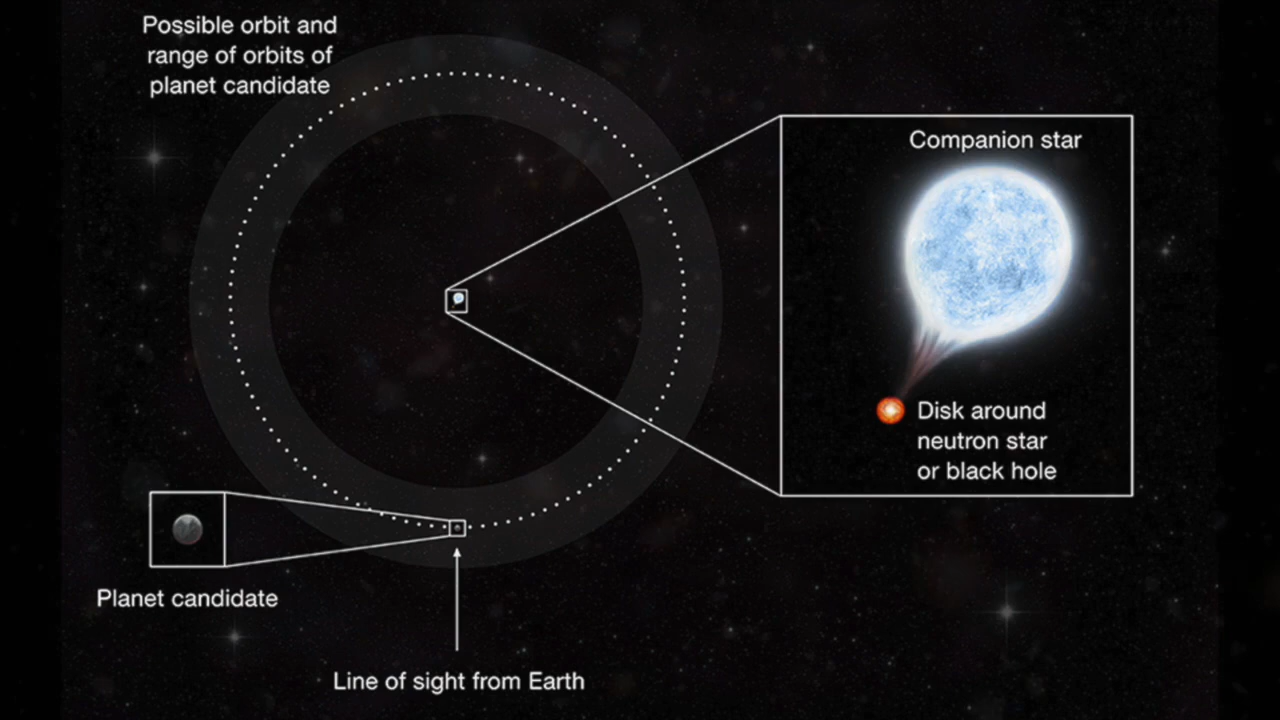 Possible orbit and
range of orbits of
planet candidate
Companion star
Disk around
neutron star
or black hole
Planet candidate
Line of sight from Earth